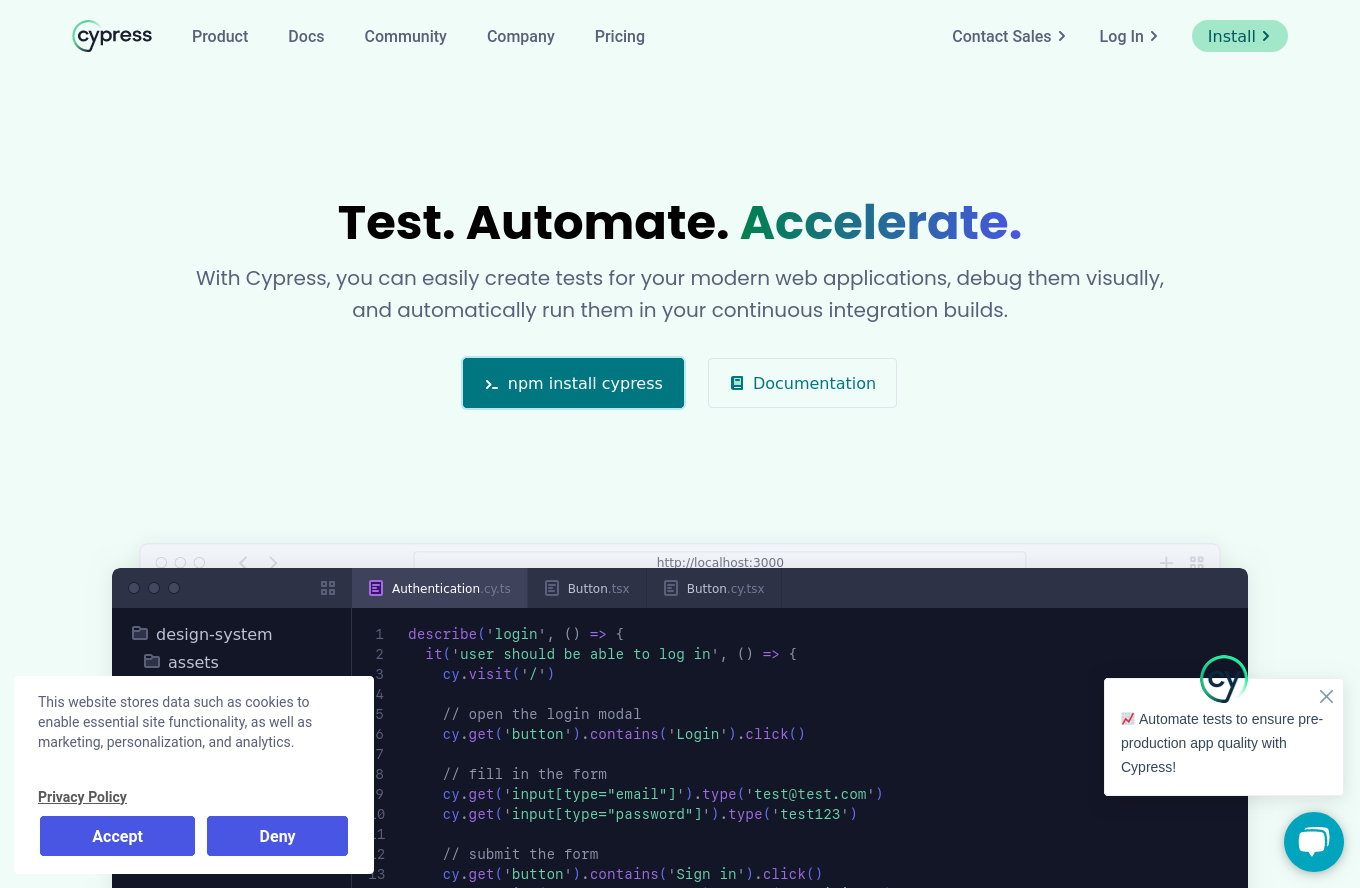 cypress
Product
Docs
Community
Company
Pricing
Contact Sales
Log In
Install
Test. Automate. Accelerate.
With Cypress, you can easily create tests for your modern web applications, debug them visually,
and automatically run them in your continuous integration builds.
npm install cypress
Documentation
http://localhost:3000
Authentication.cy.ts
Button.tsx
Button.cy.tsx
design-system
assets
1 describe('login', () => {
2 it('user should be able to log in', () => {
3 cy.visit('/')
4
5 // open the login modal
6 cy.get('button').contains('Login').click()
7
8 // fill in the form
9 cy.get('input[type="email"]').type('test@test.com')
10 cy.get('input[type="password"]').type('test123')
11
12 // submit the form
13 cy.get('button').contains('Sign in').click()
This website stores data such as cookies to
enable essential site functionality, as well as
marketing, personalization, and analytics.
Privacy Policy
Accept
Deny
cy
📈 Automate tests to ensure pre-
production app quality with
Cypress!